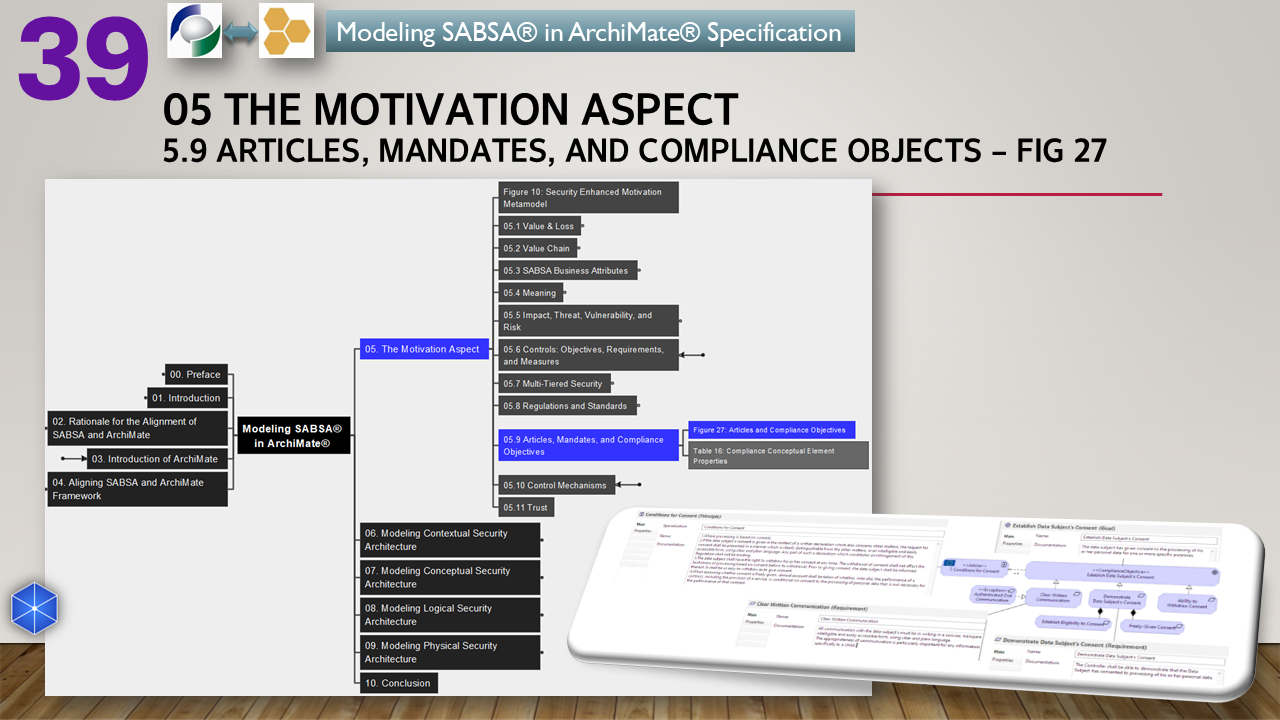 39
Modeling SABSA® in ArchiMate® Specification
05 THE MOTIVATION ASPECT
5.9 ARTICLES, MANDATES, AND COMPLIANCE OBJECTS – FIG 27
00. Preface
01. Introduction
02. Rationale for the Alignment of
SABSA and ArchiMate
03. Introduction of ArchiMate
04. Aligning SABSA and ArchiMate
Framework
Modeling SABSA®
in ArchiMate®
05. The Motivation Aspect
Figure 10: Security Enhanced Motivation
Metamodel
05.1 Value & Loss
05.2 Value Chain
05.3 SABSA Business Attributes
05.4 Meaning
05.5 Impact, Threat, Vulnerability, and
Risk
05.6 Controls: Objectives, Requirements,
and Measures
05.7 Multi-Tiered Security
05.8 Regulations and Standards
05.9 Articles, Mandates, and Compliance
Objectives
Figure 27: Articles and Compliance Objectives
Table 16: Compliance Conceptual Element
Properties
05.10 Control Mechanisms
05.11 Trust
06. Modeling Contextual Security
Architecture
07. Modeling Conceptual Security
Architecture
08. Modeling Logical Security
Architecture
09. Modeling Physical Security
Architecture
10. Conclusion
Conditions for Consent (Principle)
Main
Properties
Specialization
Conditions for Consent
Name
Documentation
Establish Data Subject's Consent (Goal)
Main
Properties
Name
Establish Data Subject's Consent
Documentation
The data subject has given consent to the processing of his
or her personal data for one or more specific purposes.
7. Conditions for Consent
Establish Data Subject's Consent
Clear Written
Communication
Demonstrate
Data Subject's Consent
Ability to
Withdraw Consent
Establish Eligibility to Consent
Freely-Given Consent
Clear Written Communication (Requirement)
Main
Properties
Name
Clear Written Communication
Documentation
Demonstrate Data Subject's Consent (Requirement)
Main
Properties
Name
Demonstrate Data Subject's Consent
Documentation
The Controller shall be able to demonstrate that the Data
Subject has consented to processing of his or her personal data